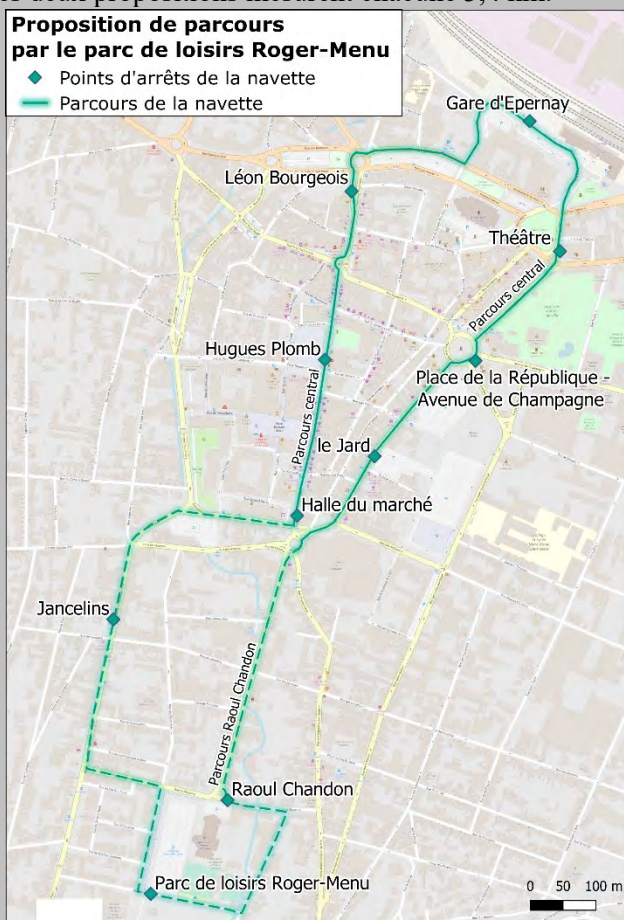 Proposition de parcours
par le parc de loisirs Roger-Menu
Points d'arrêts de la navette
Parcours de la navette
Gare d'Epernay
Léon Bourgeois
Théâtre
Parcours central
Hugues Plomb
Place de la République -
Avenue de Champagne
Parcours central
le Jard
Halle du marché
Jancelins
Parcours Raoul Chandon
Raoul Chandon
Parc de loisirs Roger-Menu
0 50 100 m